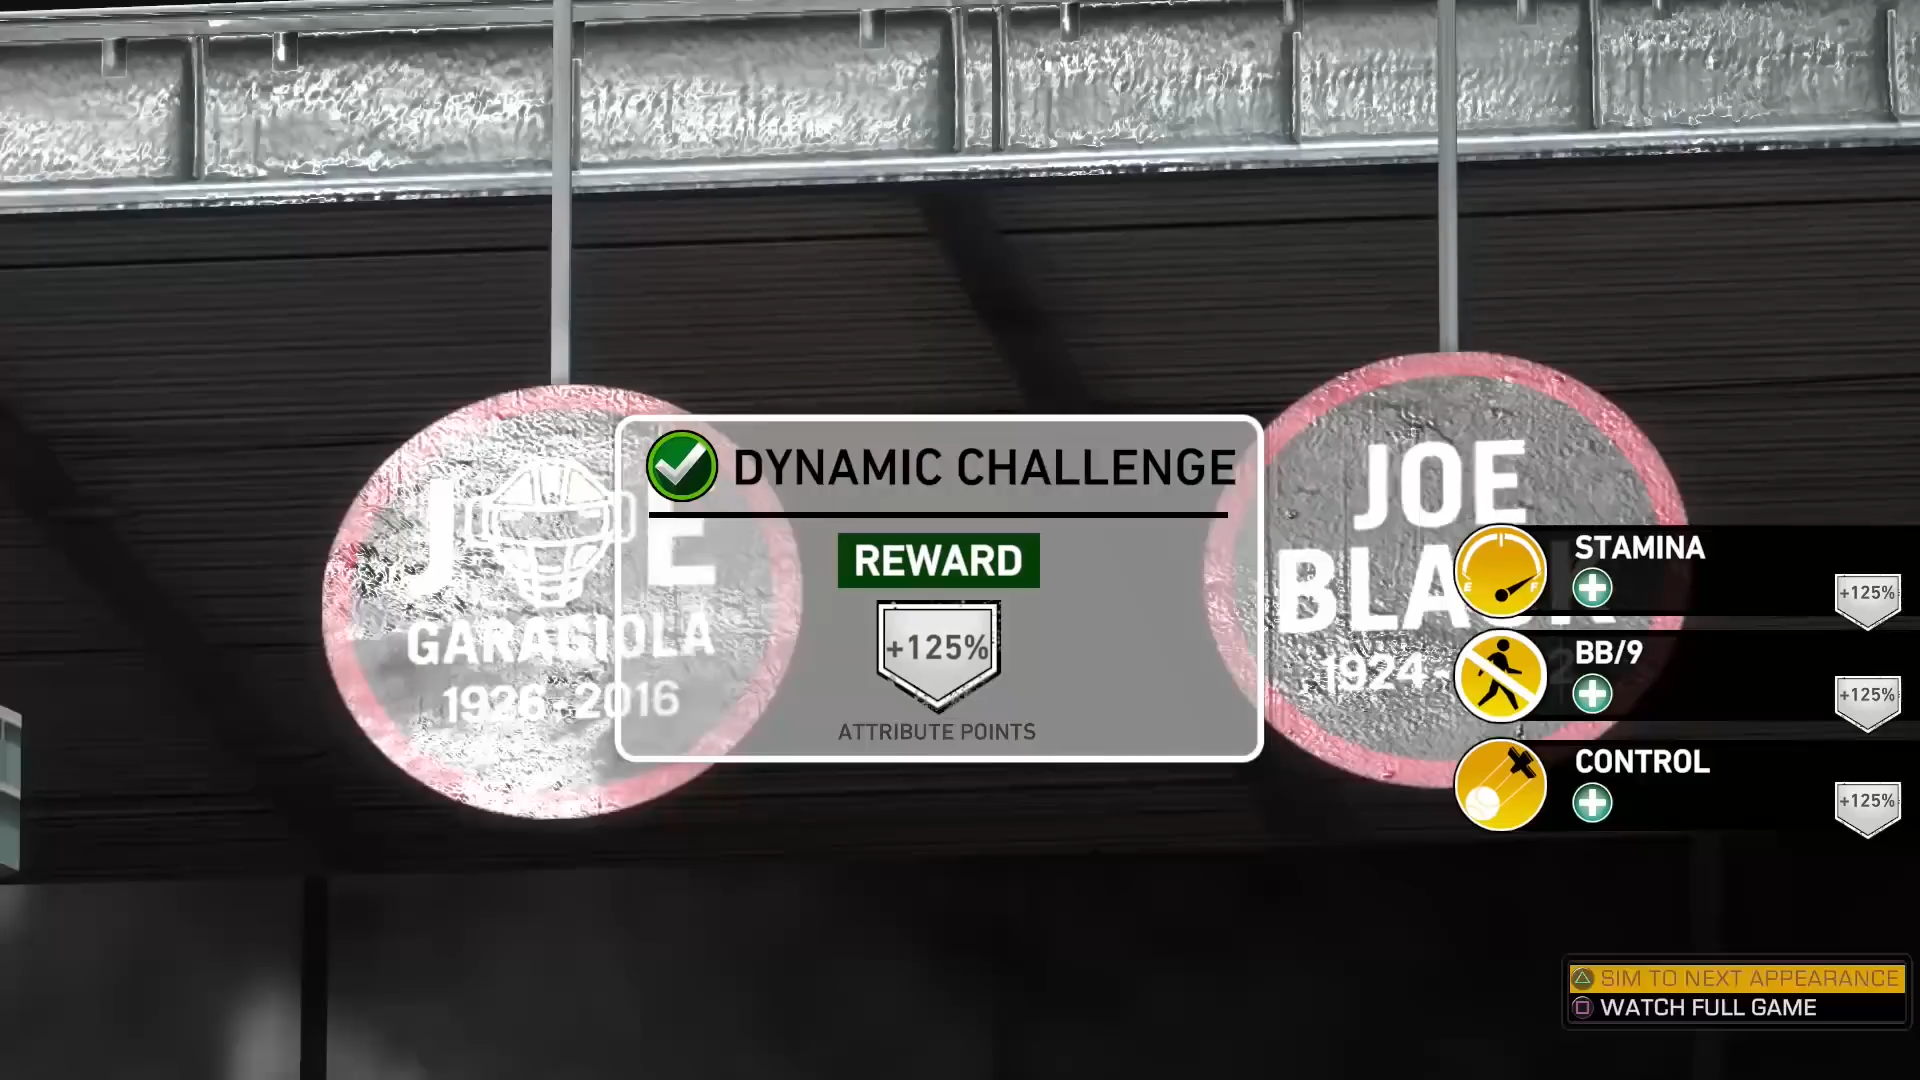 DYNAMIC CHALLENGE
REWARD
+125%
ATTRIBUTE POINTS
GARAGIOLA
1926 - 2016
JOE
1924 -
STAMINA
+125%
BB/9
+125%
CONTROL
+125%
SIM TO NEXT APPEARANCE
WATCH FULL GAME